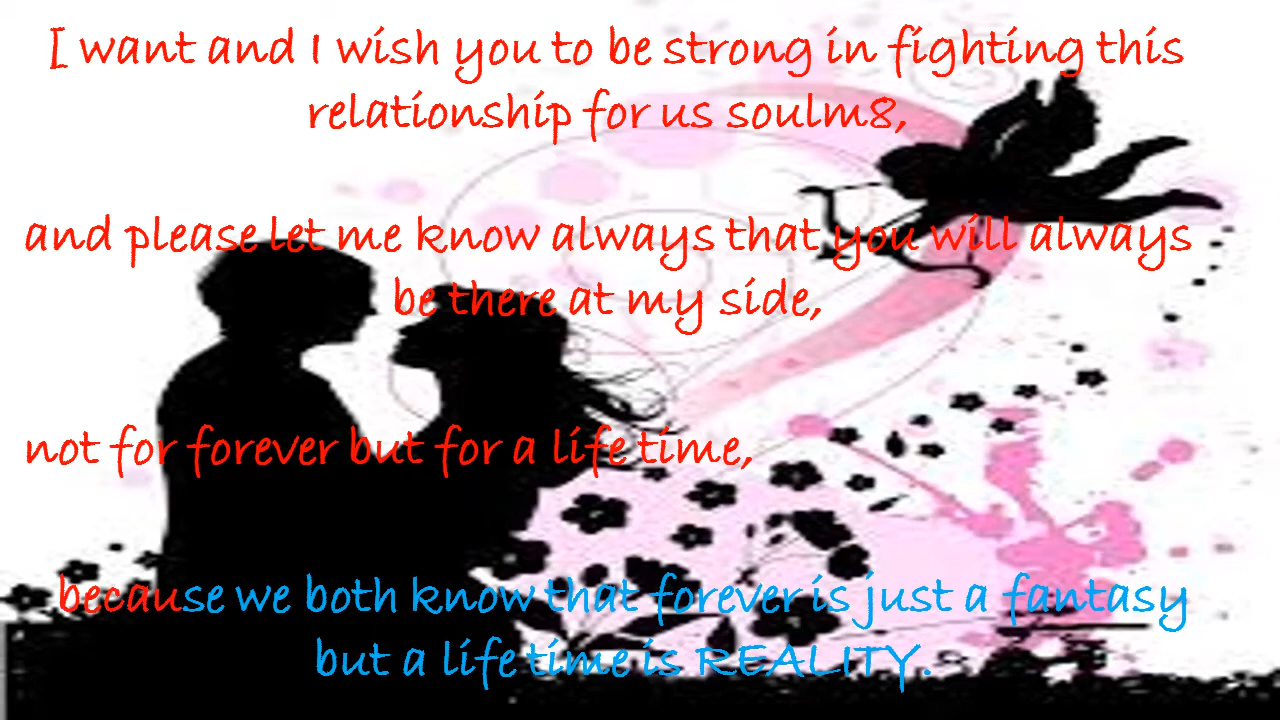 I want and I wish you to be strong in fighting this
relationship for us soulm8,
and please let me know always that you will always
be there at my side,
not for forever but for a life time,
because we both know that forever is just a fantasy
but a life time is REALITY.